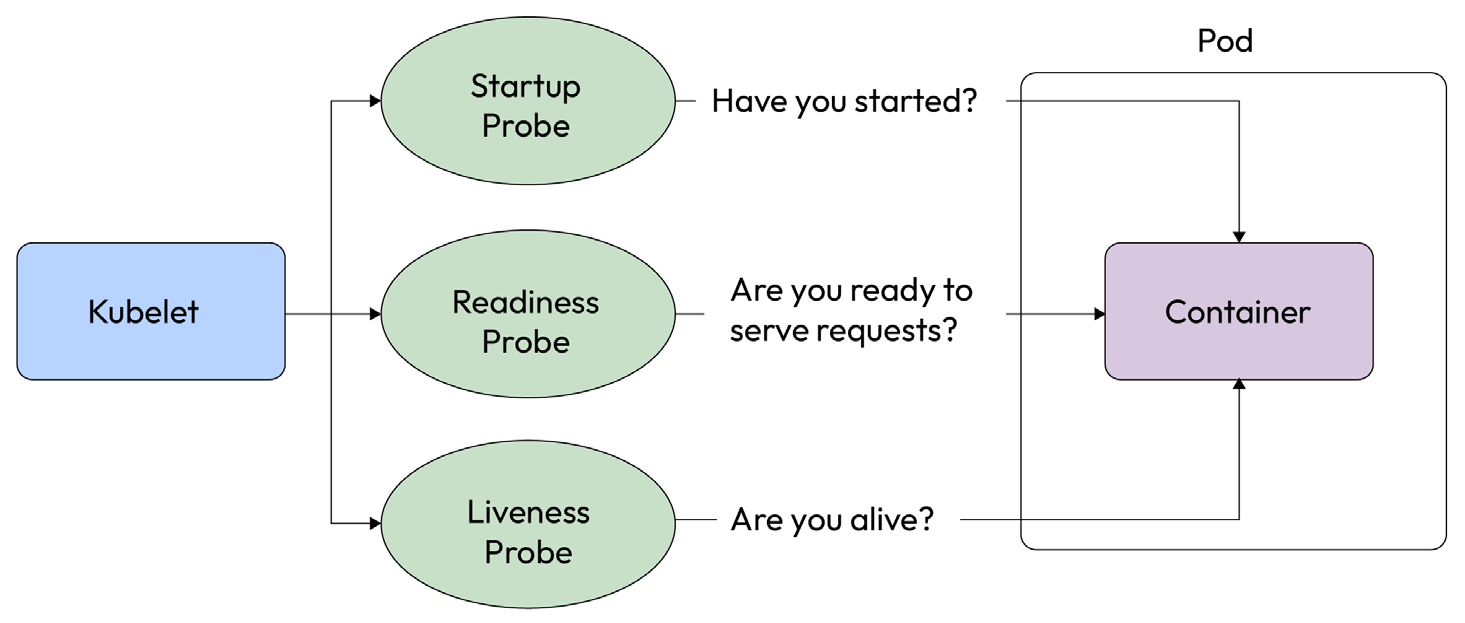 Pod
Startup
Probe
Have you started?
Kubelet
Readiness
Probe
Are you ready to
serve requests?
Container
Liveness
Probe
Are you alive?